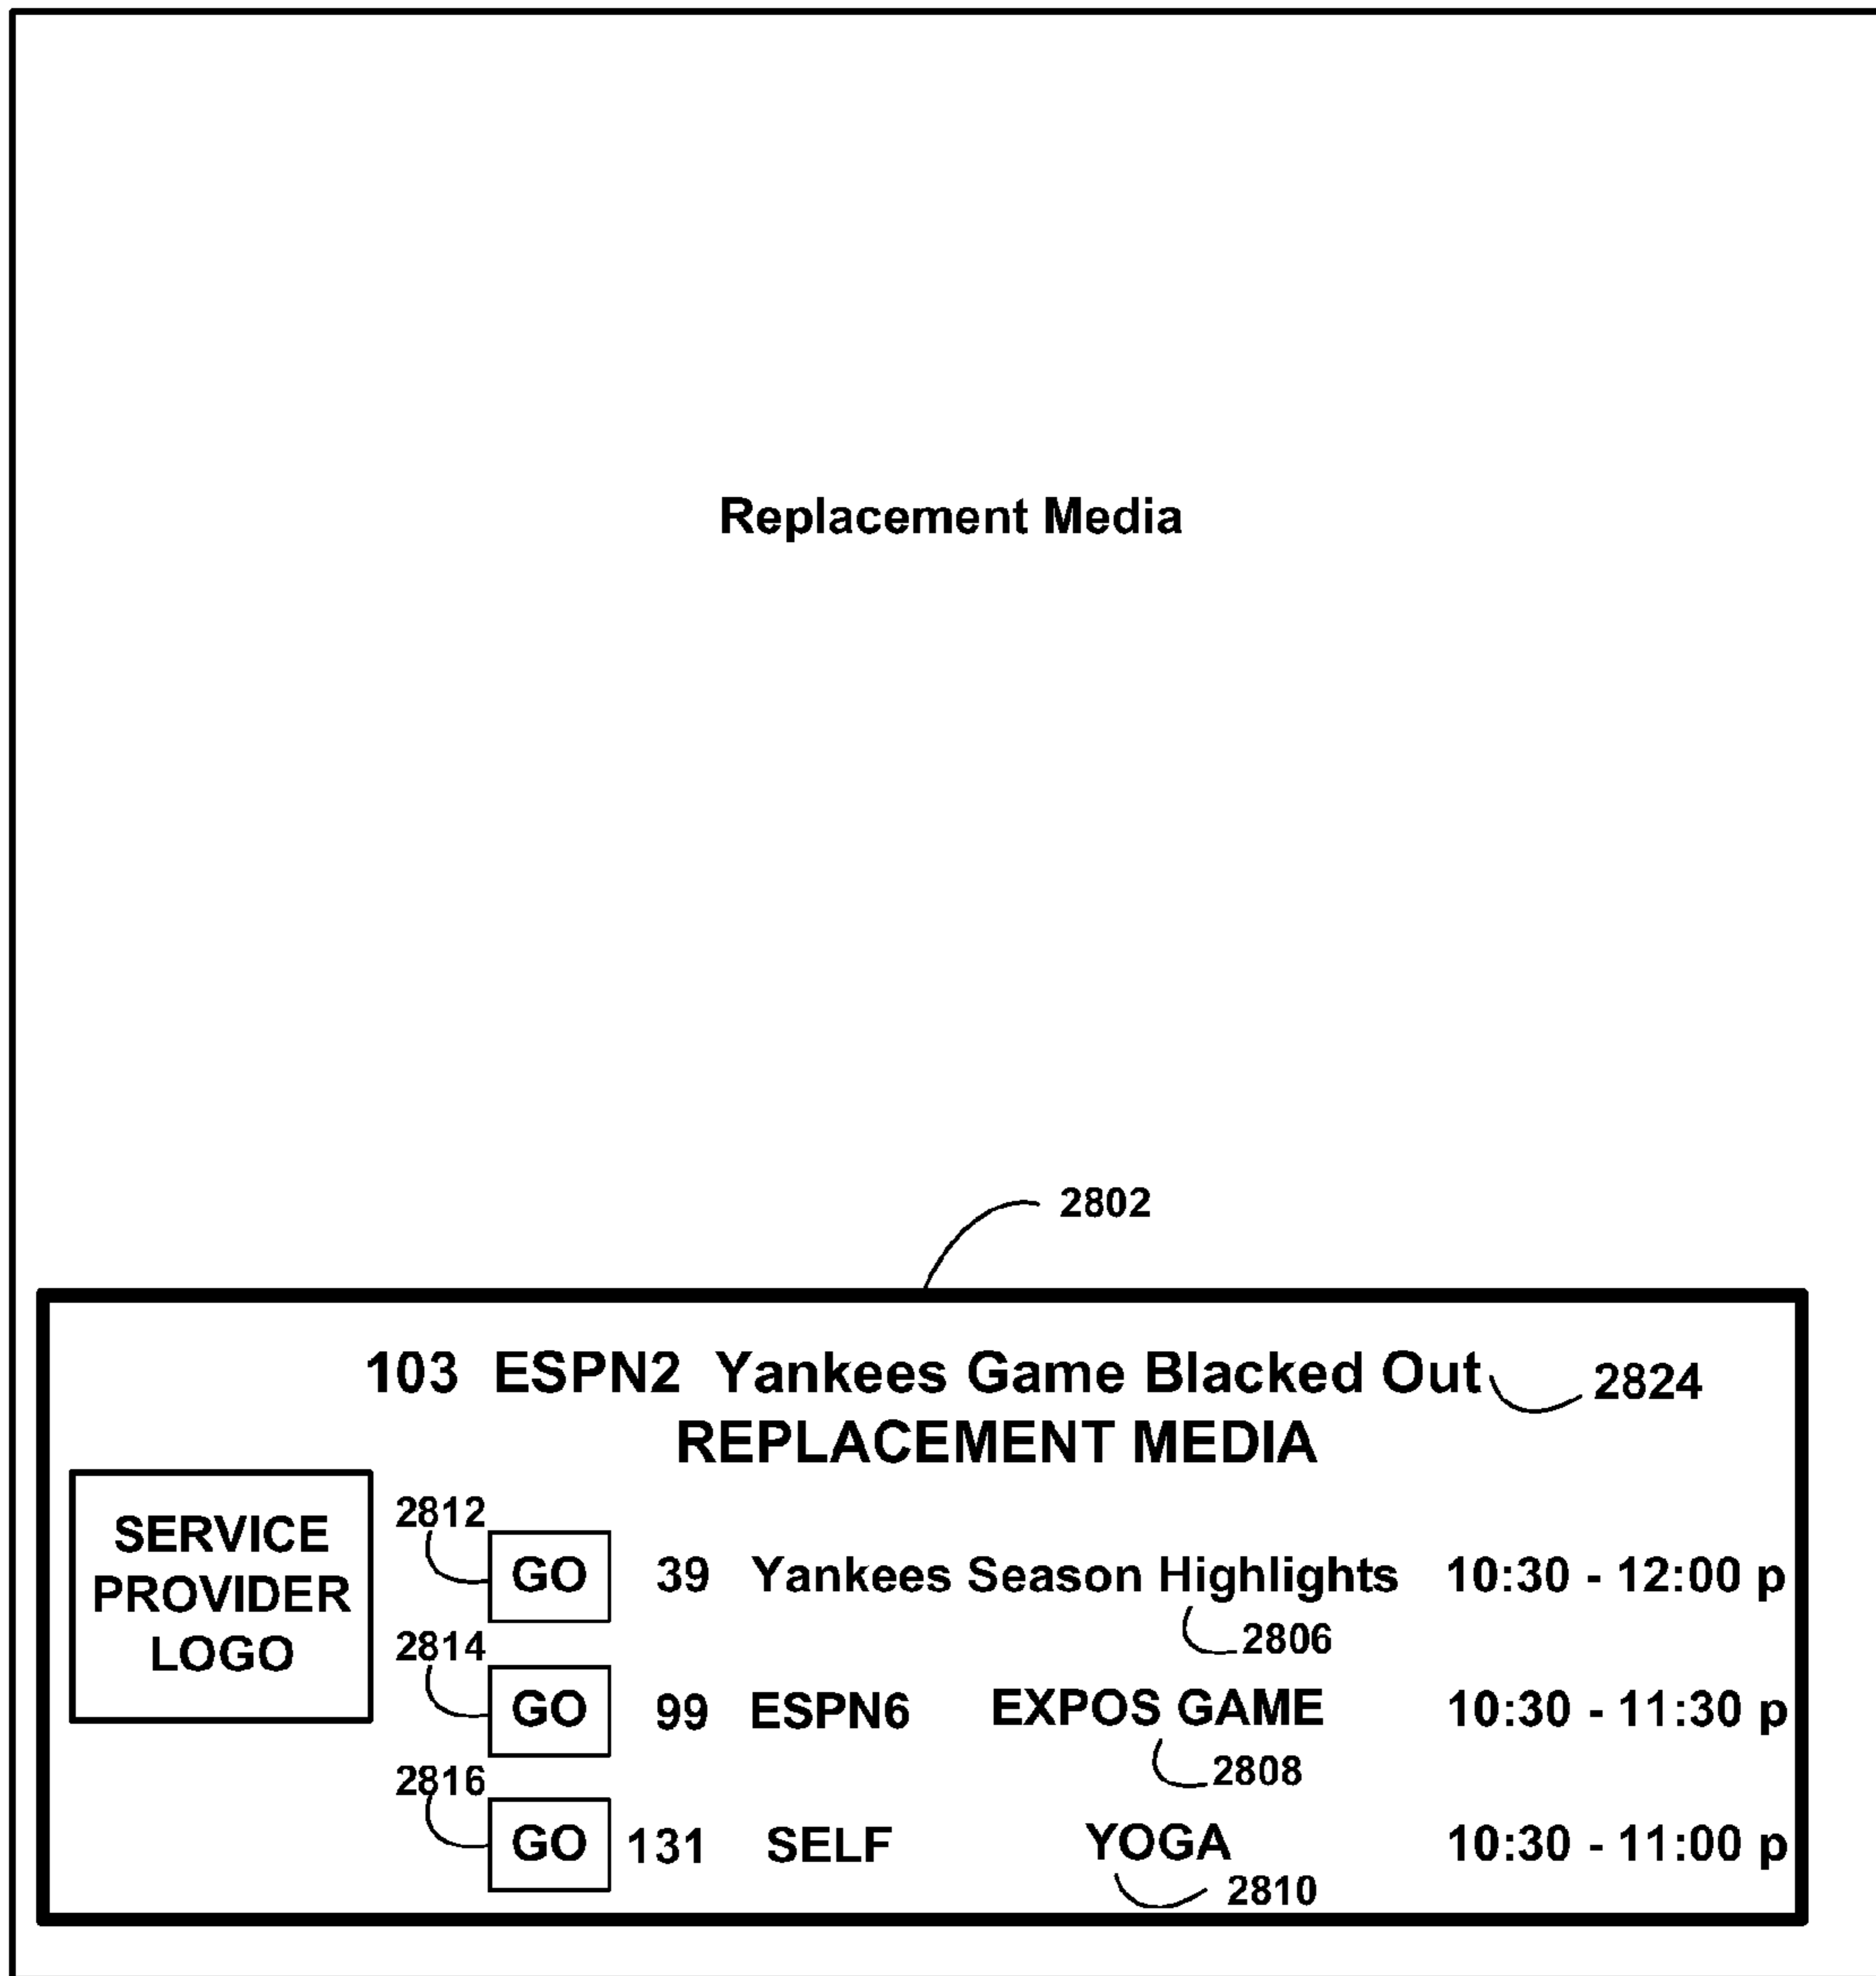 Replacement Media
2802
103 ESPN2 Yankees Game Blacked Out
2824
REPLACEMENT MEDIA
SERVICE
PROVIDER
LOGO
2812
GO 39 Yankees Season Highlights 10:30 - 12:00 p
2806
2814
GO 99 ESPN6 EXPOS GAME 10:30 - 11:30 p
2808
2816
GO 131 SELF YOGA 10:30 - 11:00 p
2810